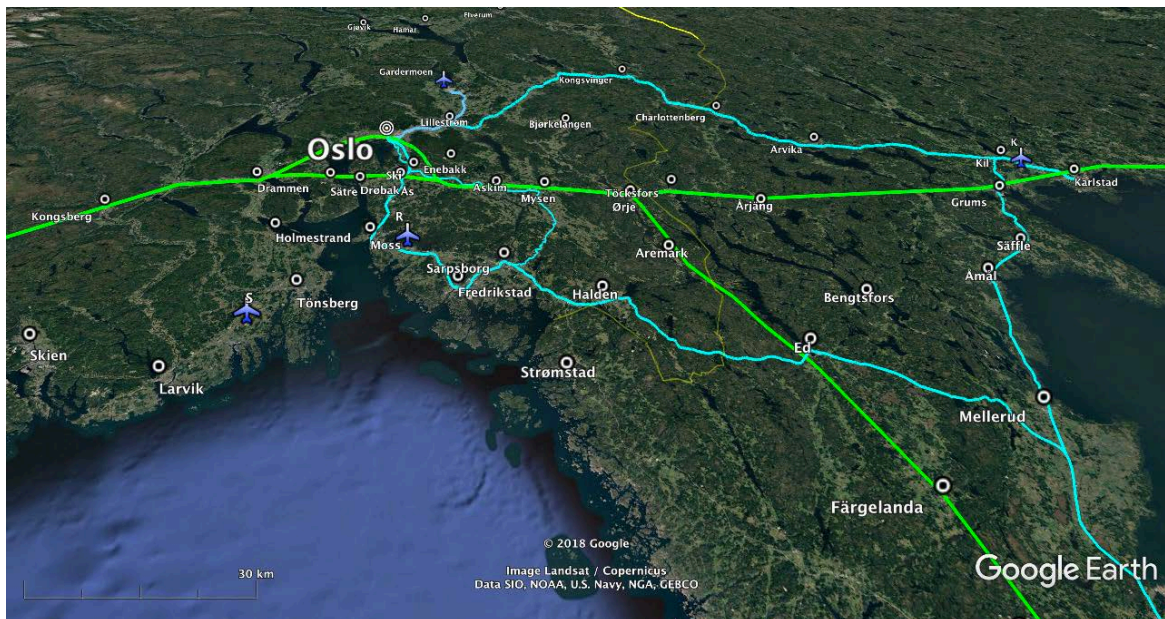 Elverum
Gjøvik
Hamar
Gardermoen
Kongsvinger
Lillestrøm
Bjørkelangen
Charlottenberg
Oslo
Arvika
K
Enebakk
Kil
Ski
Drammen
Sätre
Drøbak
Ås
Askim
Mysen
Töcksfors
Ørje
Årjäng
Grums
Karlstad
Kongsberg
R
Holmestrand
Moss
Säffle
Aremark
Sarpsborg
Åmål
Fredrikstad
Halden
Bengtsfors
S
Tönsberg
Skien
Ed
Larvik
Strømstad
Mellerud
Färgelanda
© 2018 Google
Image Landsat / Copernicus
Data SIO, NOAA, U.S. Navy, NGA, GEBCO
30 km
Google Earth